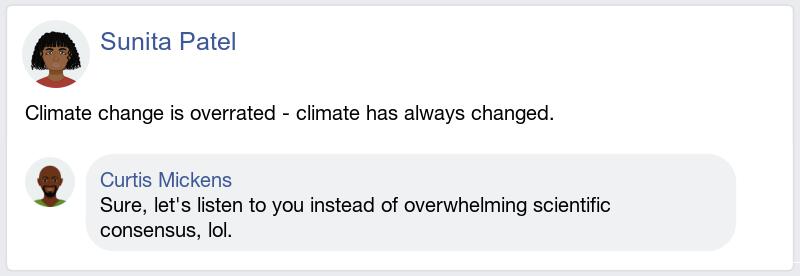 Sunita Patel
Climate change is overrated - climate has always changed.
Curtis Mickens
Sure, let's listen to you instead of overwhelming scientific
consensus, lol.